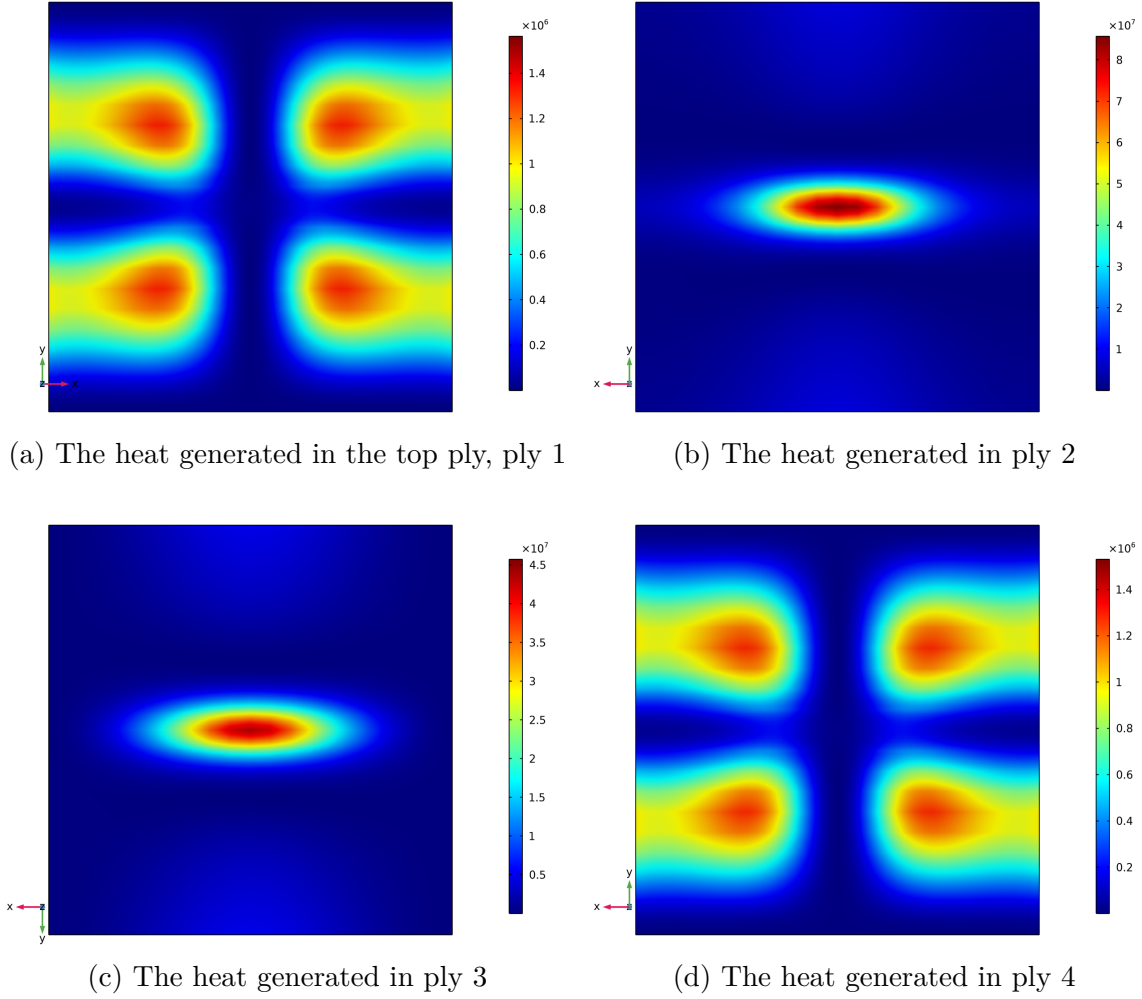 ×10⁶
1.4
1.2
1
0.8
0.6
0.4
0.2
y
z x
(a) The heat generated in the top ply, ply 1
×10⁷
8
7
6
5
4
3
2
1
y
x z
(b) The heat generated in ply 2
×10⁷
4.5
4
3.5
3
2.5
2
1.5
1
0.5
x z
y
(c) The heat generated in ply 3
×10⁶
1.4
1.2
1
0.8
0.6
0.4
0.2
y
x z
(d) The heat generated in ply 4